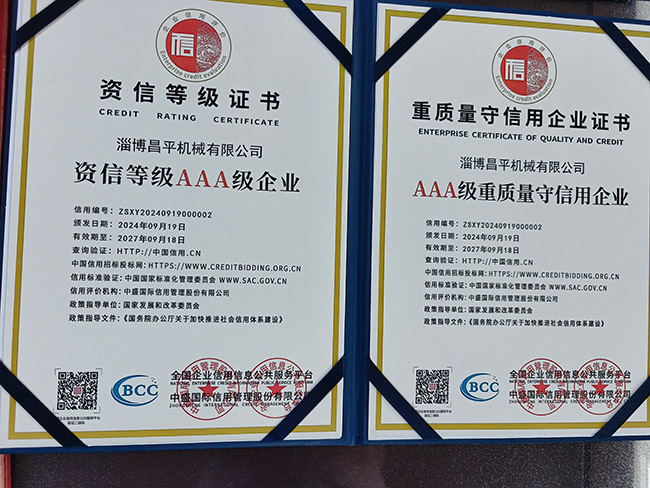 企业信用评价
信
Enterprise credit evaluation
资信等级证书
CREDIT RATING CERTIFICATE
淄博昌平机械有限公司
资信等级AAA级企业
信用编号：ZSXY20240919000002
颁发日期：2024年09月19日
有效期至：2027年09月18日
查询验证：HTTP://中国信用.CN
中国信用招标投标网：HTTPS://WWW.CREDITBIDDING.ORG.CN
信用标准验证：中国国家标准化管理委员会 WWW.SAC.GOV.CN
信用评价机构：中盛国际信用管理股份有限公司
政策指导单位：国家发展和改革委员会
政策指导文件：《国务院办公厅关于加快推进社会信用体系建设》
BCC
全国企业信用信息公共服务平台
中盛国际信用管理股份有限公司
企业信用评价
信
Enterprise credit evaluation
重质量守信用企业证书
ENTERPRISE CERTIFICATE OF QUALITY AND CREDIT
淄博昌平机械有限公司
AAA级重质量守信用企业
信用编号：ZSXY20240919000002
颁发日期：2024年09月19日
有效期至：2027年09月18日
查询验证：HTTP://中国信用.CN
中国信用招标投标网：HTTPS://WWW.CREDITBIDDING.ORG.CN
信用标准验证：中国国家标准化管理委员会 WWW.SAC.GOV.CN
信用评价机构：中盛国际信用管理股份有限公司
政策指导单位：国家发展和改革委员会
政策指导文件：《国务院办公厅关于加快推进社会信用体系建设》
BCC
全国企业信用信息公共服务平台
中盛国际信用管理股份有限公司